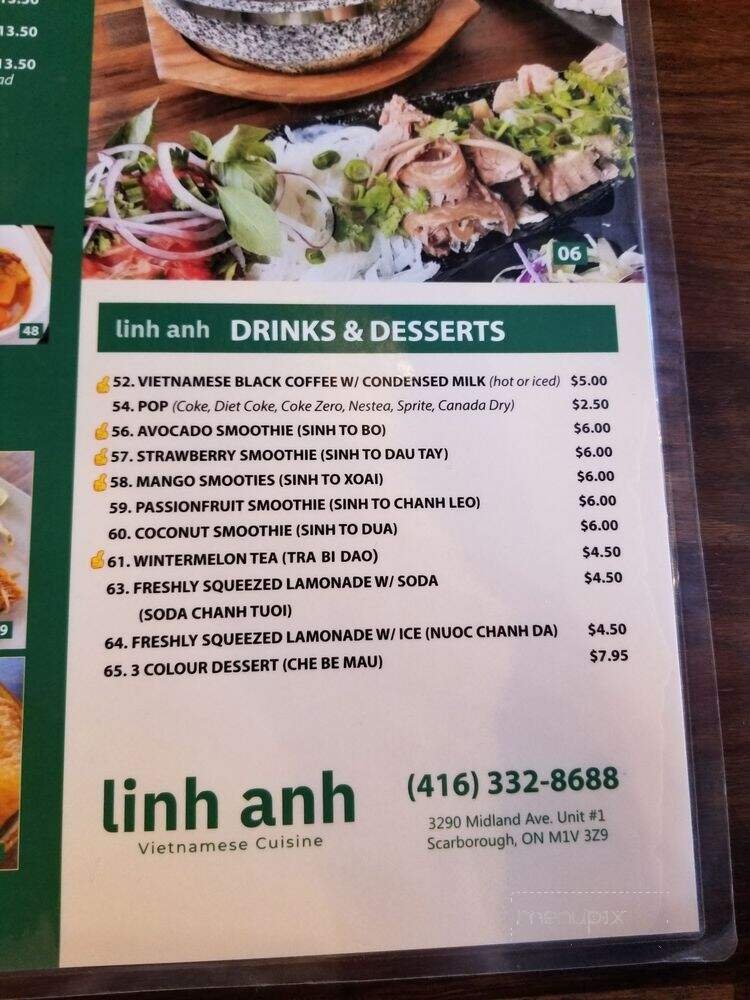 13.50
13.50
ad
48
9
06
linh anh DRINKS & DESSERTS
52. VIETNAMESE BLACK COFFEE W/ CONDENSED MILK (hot or iced) $5.00
54. POP (Coke, Diet Coke, Coke Zero, Nestea, Sprite, Canada Dry) $2.50
56. AVOCADO SMOOTHIE (SINH TO BO) $6.00
57. STRAWBERRY SMOOTHIE (SINH TO DAU TAY) $6.00
58. MANGO SMOOTIES (SINH TO XOAI) $6.00
59. PASSIONFRUIT SMOOTHIE (SINH TO CHANH LEO) $6.00
60. COCONUT SMOOTHIE (SINH TO DUA) $6.00
61. WINTERMELON TEA (TRA BI DAO) $4.50
63. FRESHLY SQUEEZED LAMONADE W/ SODA $4.50
(SODA CHANH TUOI)
64. FRESHLY SQUEEZED LAMONADE W/ ICE (NUOC CHANH DA) $4.50
65. 3 COLOUR DESSERT (CHE BE MAU) $7.95
linh anh
Vietnamese Cuisine
(416) 332-8688
3290 Midland Ave. Unit #1
Scarborough, ON M1V 3Z9
menupix